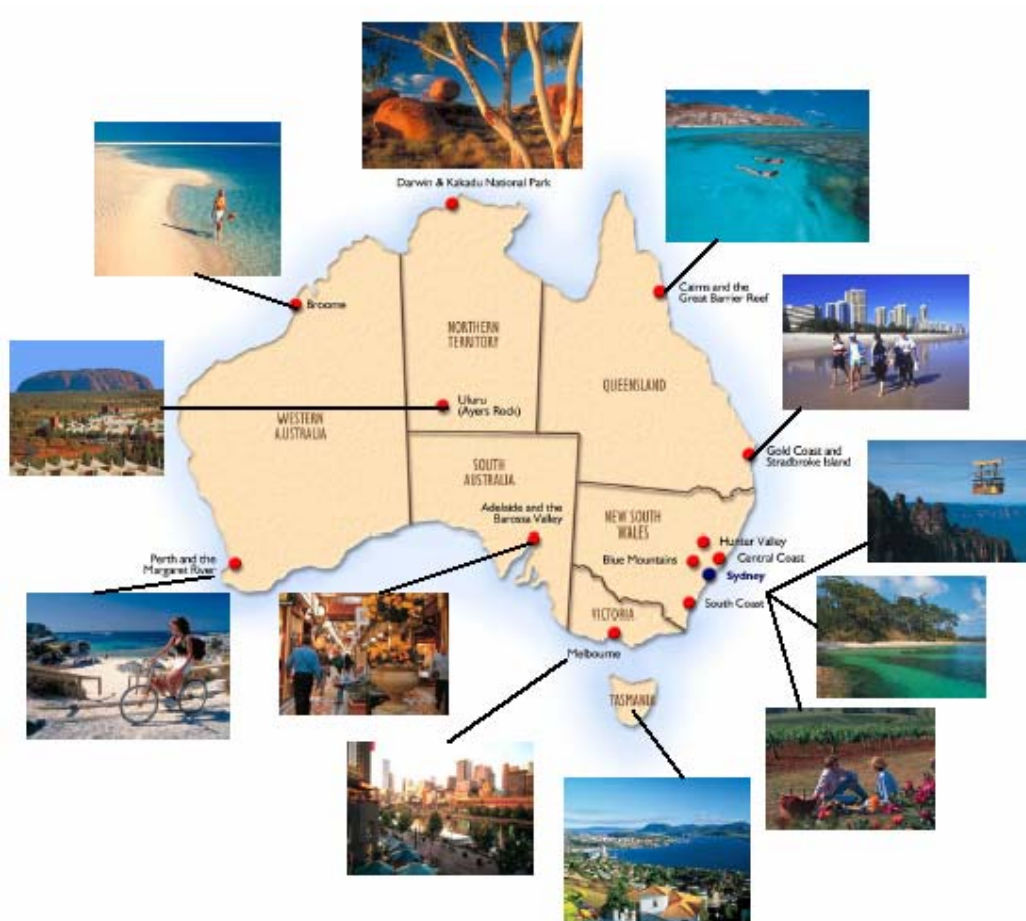 Darwin & Kakadu National Park
Broome
Cairns and the
Great Barrier Reef
NORTHERN
TERRITORY
QUEENSLAND
Uluru
(Ayers Rock)
WESTERN
AUSTRALIA
Gold Coast and
Stradbroke Island
SOUTH
AUSTRALIA
Adelaide and the
Barossa Valley
NEW SOUTH
WALES
Hunter Valley
Perth and the
Margaret River
Blue Mountains
Central Coast
Sydney
South Coast
VICTORIA
Melbourne
TASMANIA